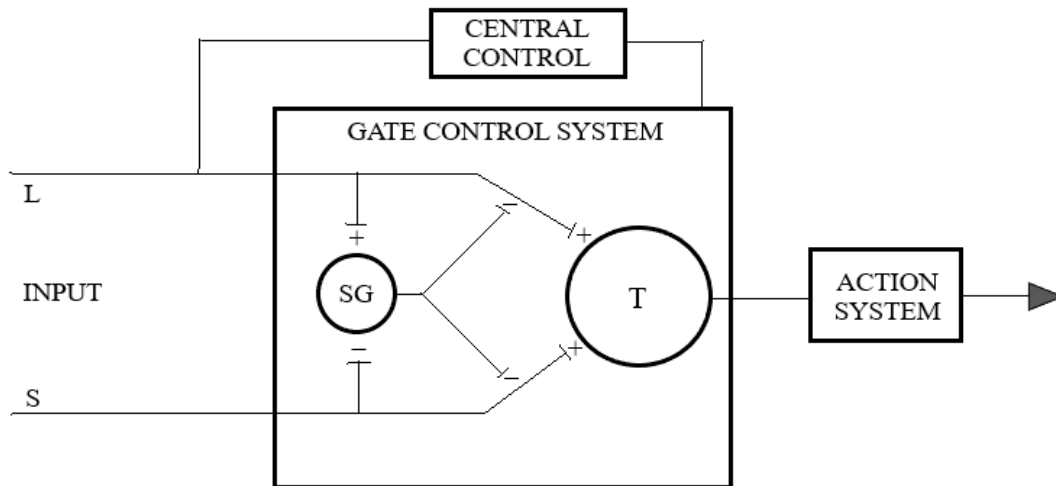 CENTRAL
CONTROL
GATE CONTROL SYSTEM
L
+
SG
−
INPUT
S
−
+
T
−
+
ACTION
SYSTEM